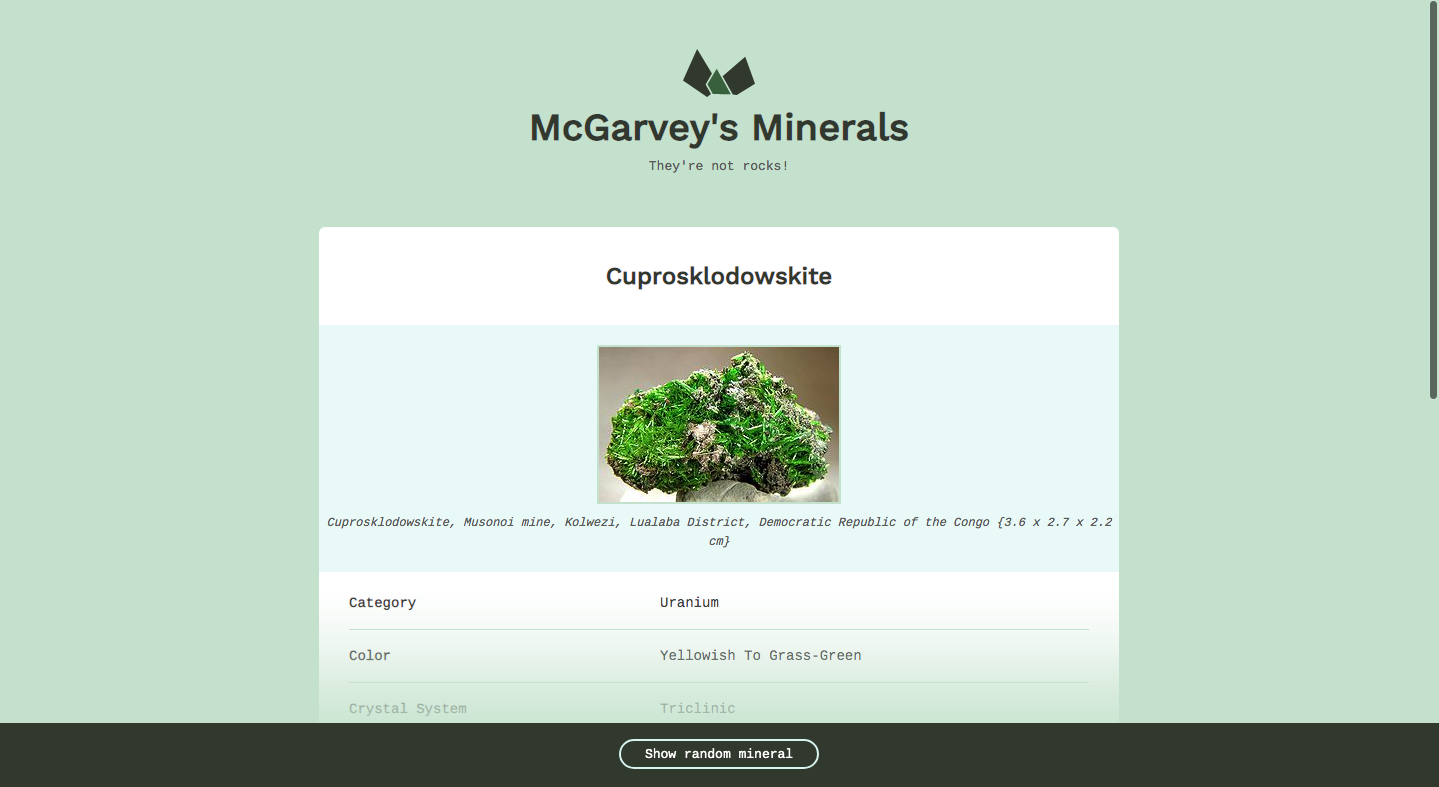 McGarvey's Minerals
They're not rocks!
Cuprosklodowskite
Cuprosklodowskite, Musonoi mine, Kolwezi, Lualaba District, Democratic Republic of the Congo {3.6 x 2.7 x 2.2
cm}
Category Uranium
Color Yellowish To Grass-Green
Crystal System Triclinic
Show random mineral